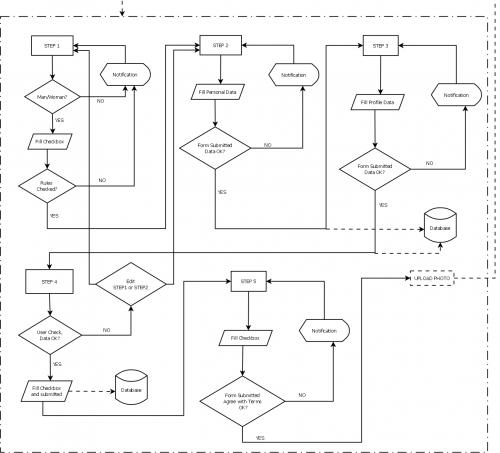 STEP 1
Notification
Man/Woman?
NO
YES
Fill Checkbox
Rules
Checked?
NO
YES
STEP 2
Notification
Fill Personal Data
Form Submitted
Data OK?
NO
YES
STEP 3
Notification
Fill Profile Data
Form Submitted
Data OK?
NO
YES
Database
STEP 4
Edit
STEP1 or STEP2
User Check,
Data OK?
NO
YES
Fill Checkbox
and submitted
Database
STEP 5
Notification
Fill Checkbox
Form Submitted
Agree with Terms
OK?
NO
YES
UPLOAD PHOTO